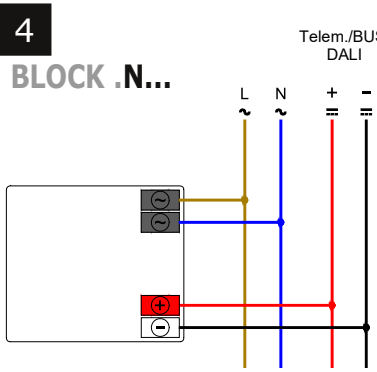 4
Telem./BUS
DALI
BLOCK .N...
L N + -
~ ~
~
~
+
-